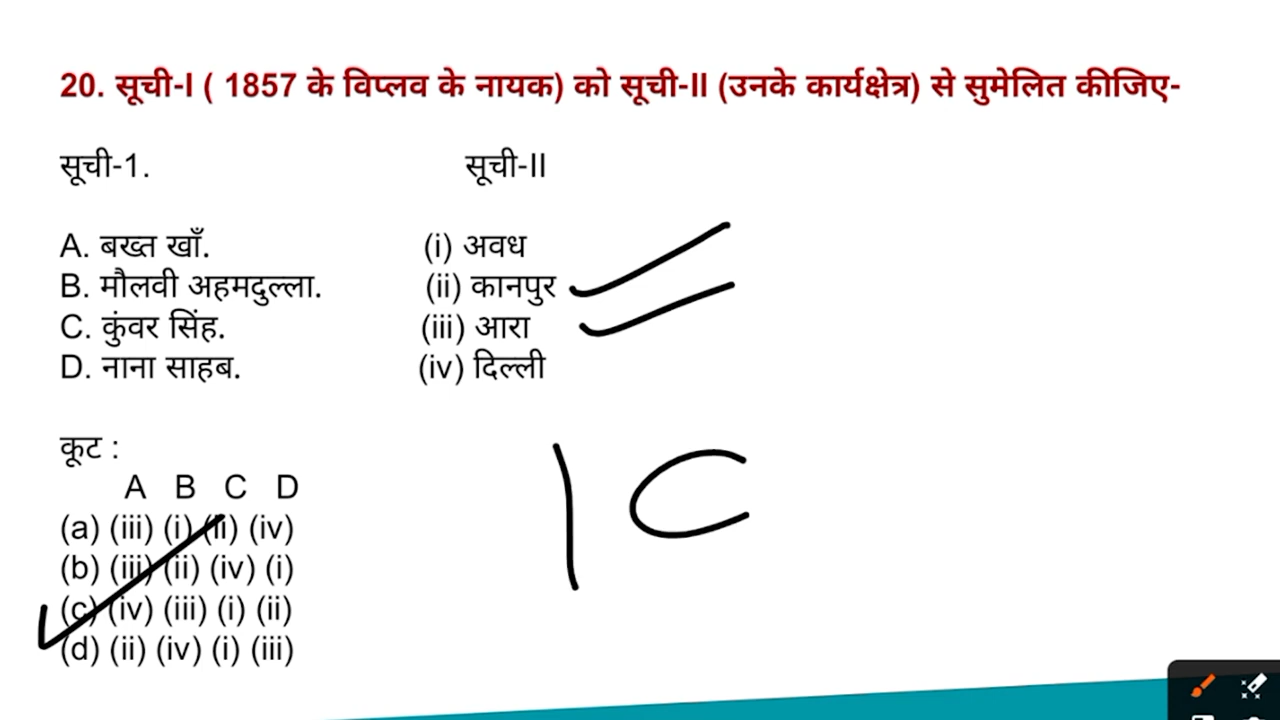 20. सूची-I ( 1857 के विप्लव के नायक) को सूची-II (उनके कार्यक्षेत्र) से सुमेलित कीजिए-
सूची-1. सूची-II
A. बख्त खाँ. (i) अवध
B. मौलवी अहमदुल्ला. (ii) कानपुर
C. कुंवर सिंह. (iii) आरा
D. नाना साहब. (iv) दिल्ली
कूट :
A B C D
(a) (iii) (i) (ii) (iv)
(b) (iii) (ii) (iv) (i)
(c) (iv) (iii) (i) (ii)
(d) (ii) (iv) (i) (iii)
1 C